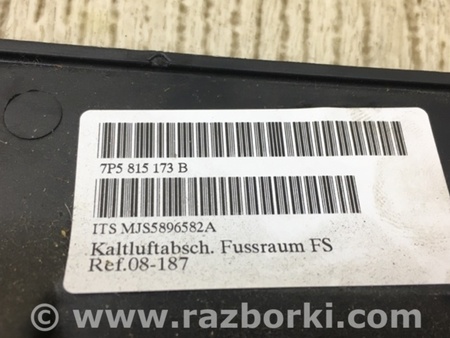 7P5 815 173 B
ITS MJS5896582A
Kaltluftabsch. Fussraum FS
Ref.08-187
© www.razborki.com